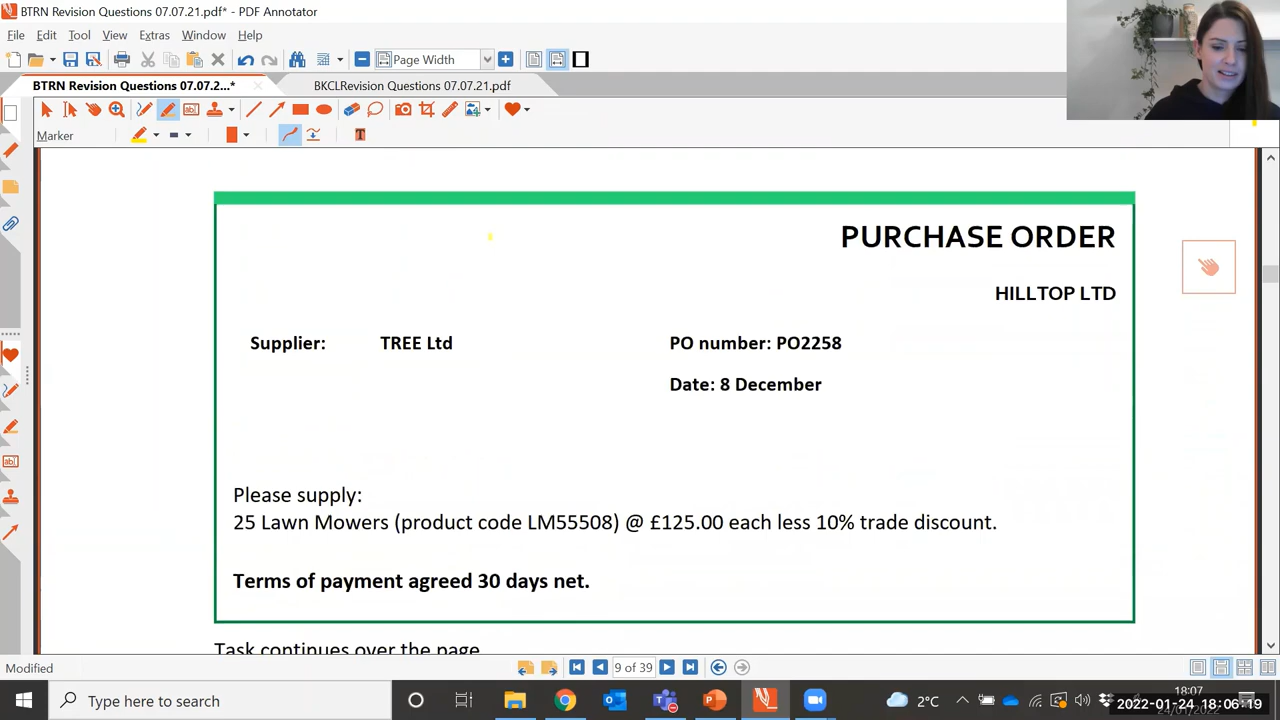 BTRN Revision Questions 07.07.21.pdf* - PDF Annotator
File Edit Tool View Extras Window Help
Page Width
BTRN Revision Questions 07.07.2...* BKCLRevision Questions 07.07.21.pdf
Marker
PURCHASE ORDER
HILLTOP LTD
Supplier: TREE Ltd PO number: PO2258
Date: 8 December
Please supply:
25 Lawn Mowers (product code LM55508) @ £125.00 each less 10% trade discount.
Terms of payment agreed 30 days net.
Task continues over the page
Modified 9 of 39
Type here to search 2°C 18:07
2022-01-24 18:06:19
24/01/2022